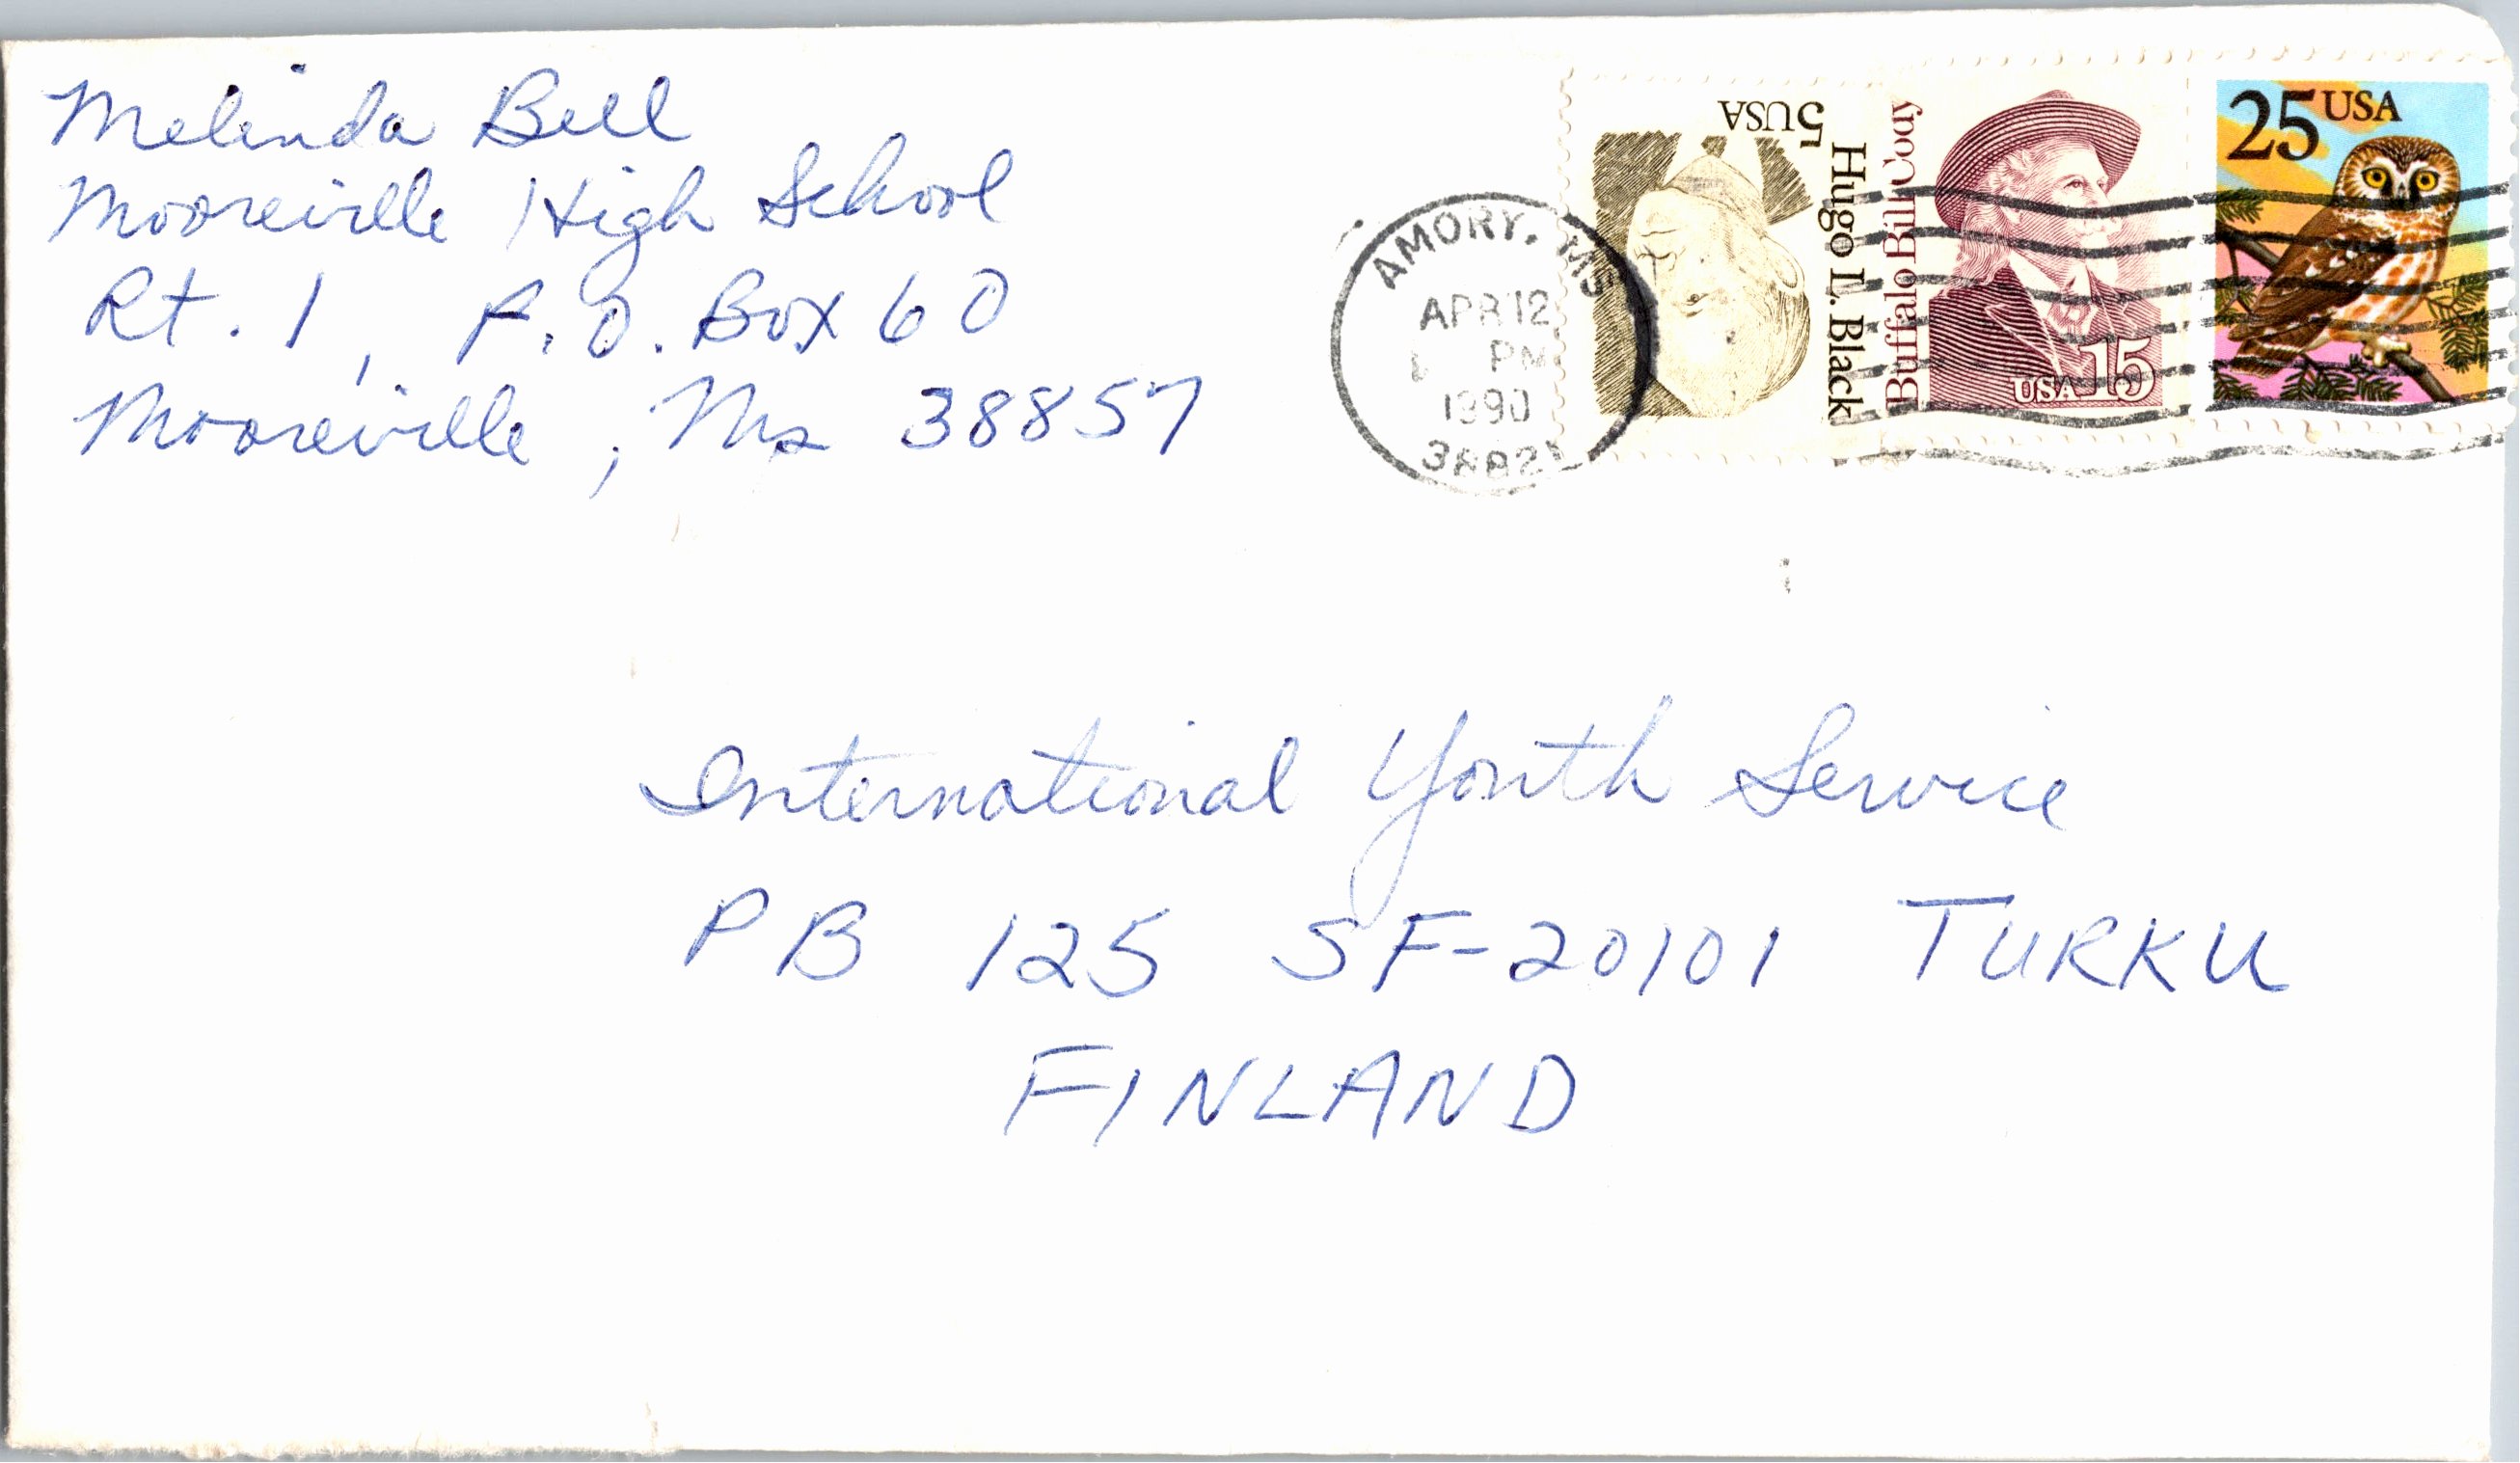 Melinda Bell
Mooreville High School
Rt. 1, P.O. Box 60
Mooreville, Ms 38857
AMORY, MS
APR 12
PM
1990
3882
5USA
Hugo L. Black
Buffalo Bill Cody
USA 15
25 USA
International Youth Service
PB 125 SF-20101 TURKU
FINLAND